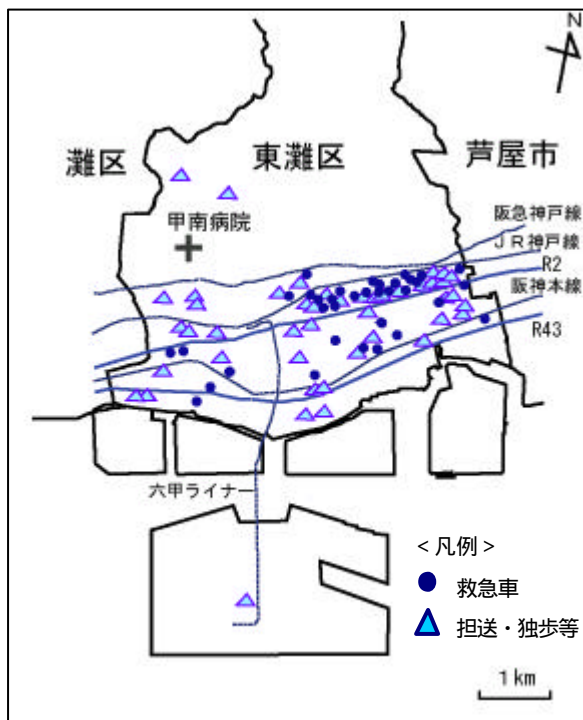 N
灘区
東灘区
芦屋市
甲南病院
阪急神戸線
JR神戸線
R2
阪神本線
R43
六甲ライナー
<凡例>
救急車
担送・独歩等
1km